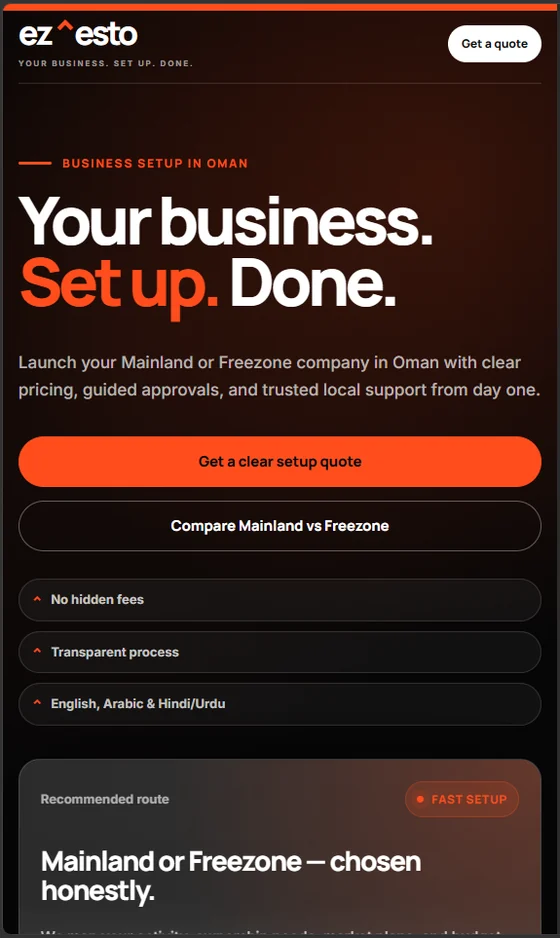 ez^esto
Get a quote
YOUR BUSINESS. SET UP. DONE.
BUSINESS SETUP IN OMAN
Your business.
Set up. Done.
Launch your Mainland or Freezone company in Oman with clear
pricing, guided approvals, and trusted local support from day one.
Get a clear setup quote
Compare Mainland vs Freezone
^ No hidden fees
^ Transparent process
^ English, Arabic & Hindi/Urdu
Recommended route
FAST SETUP
Mainland or Freezone — chosen
honestly.